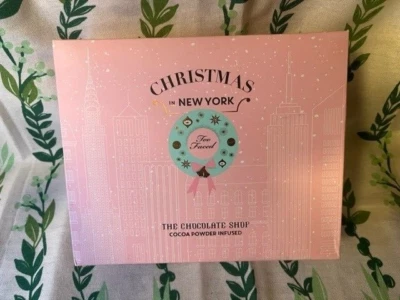 CHRISTMAS
IN NEW YORK
Too
Faced
THE CHOCOLATE SHOP
COCOA POWDER INFUSED